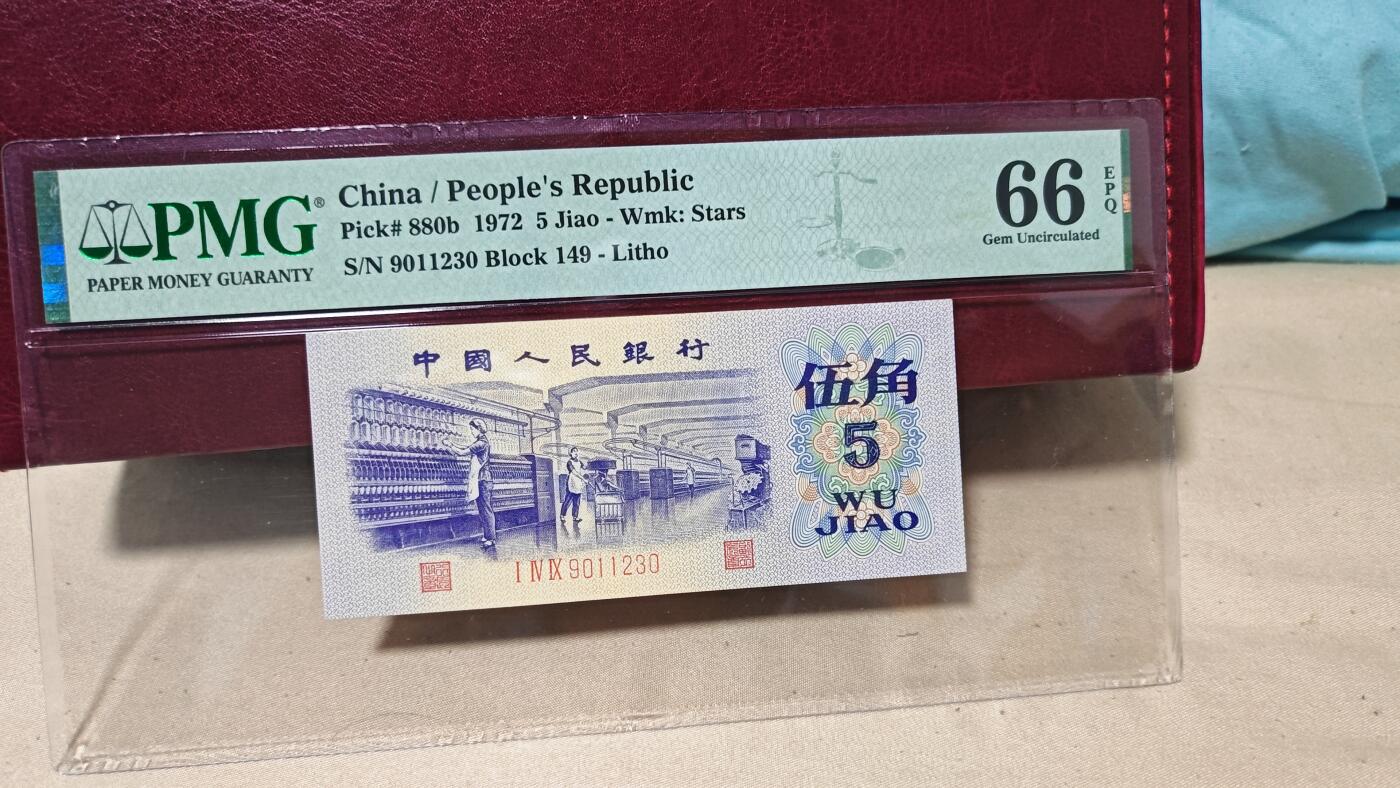 PMG®
PAPER MONEY GUARANTY
China / People's Republic
Pick# 880b 1972 5 Jiao - Wmk: Stars
S/N 9011230 Block 149 - Litho
66
EPQ
Gem Uncirculated
中國人民銀行
伍角
5
WU
JIAO
I IV IX 9011230